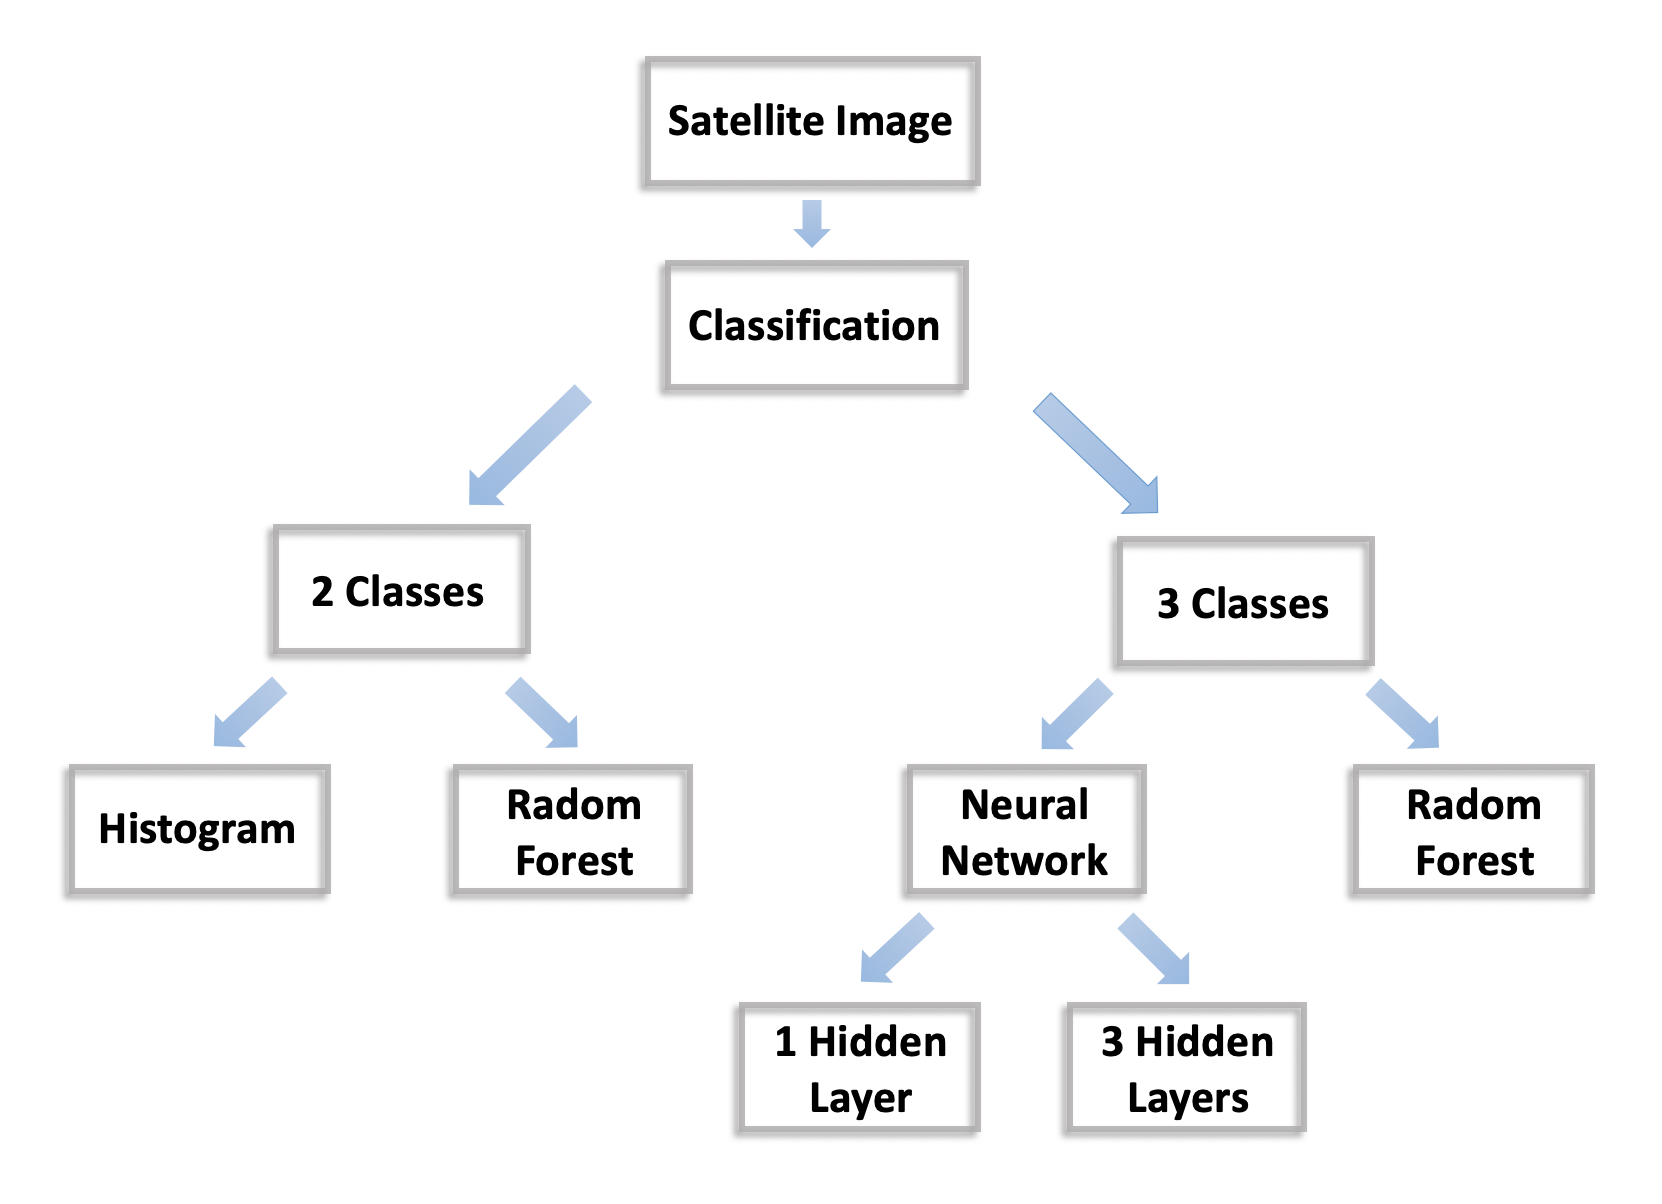 Satellite Image
Classification
2 Classes
3 Classes
Histogram
Radom
Forest
Neural
Network
Radom
Forest
1 Hidden
Layer
3 Hidden
Layers